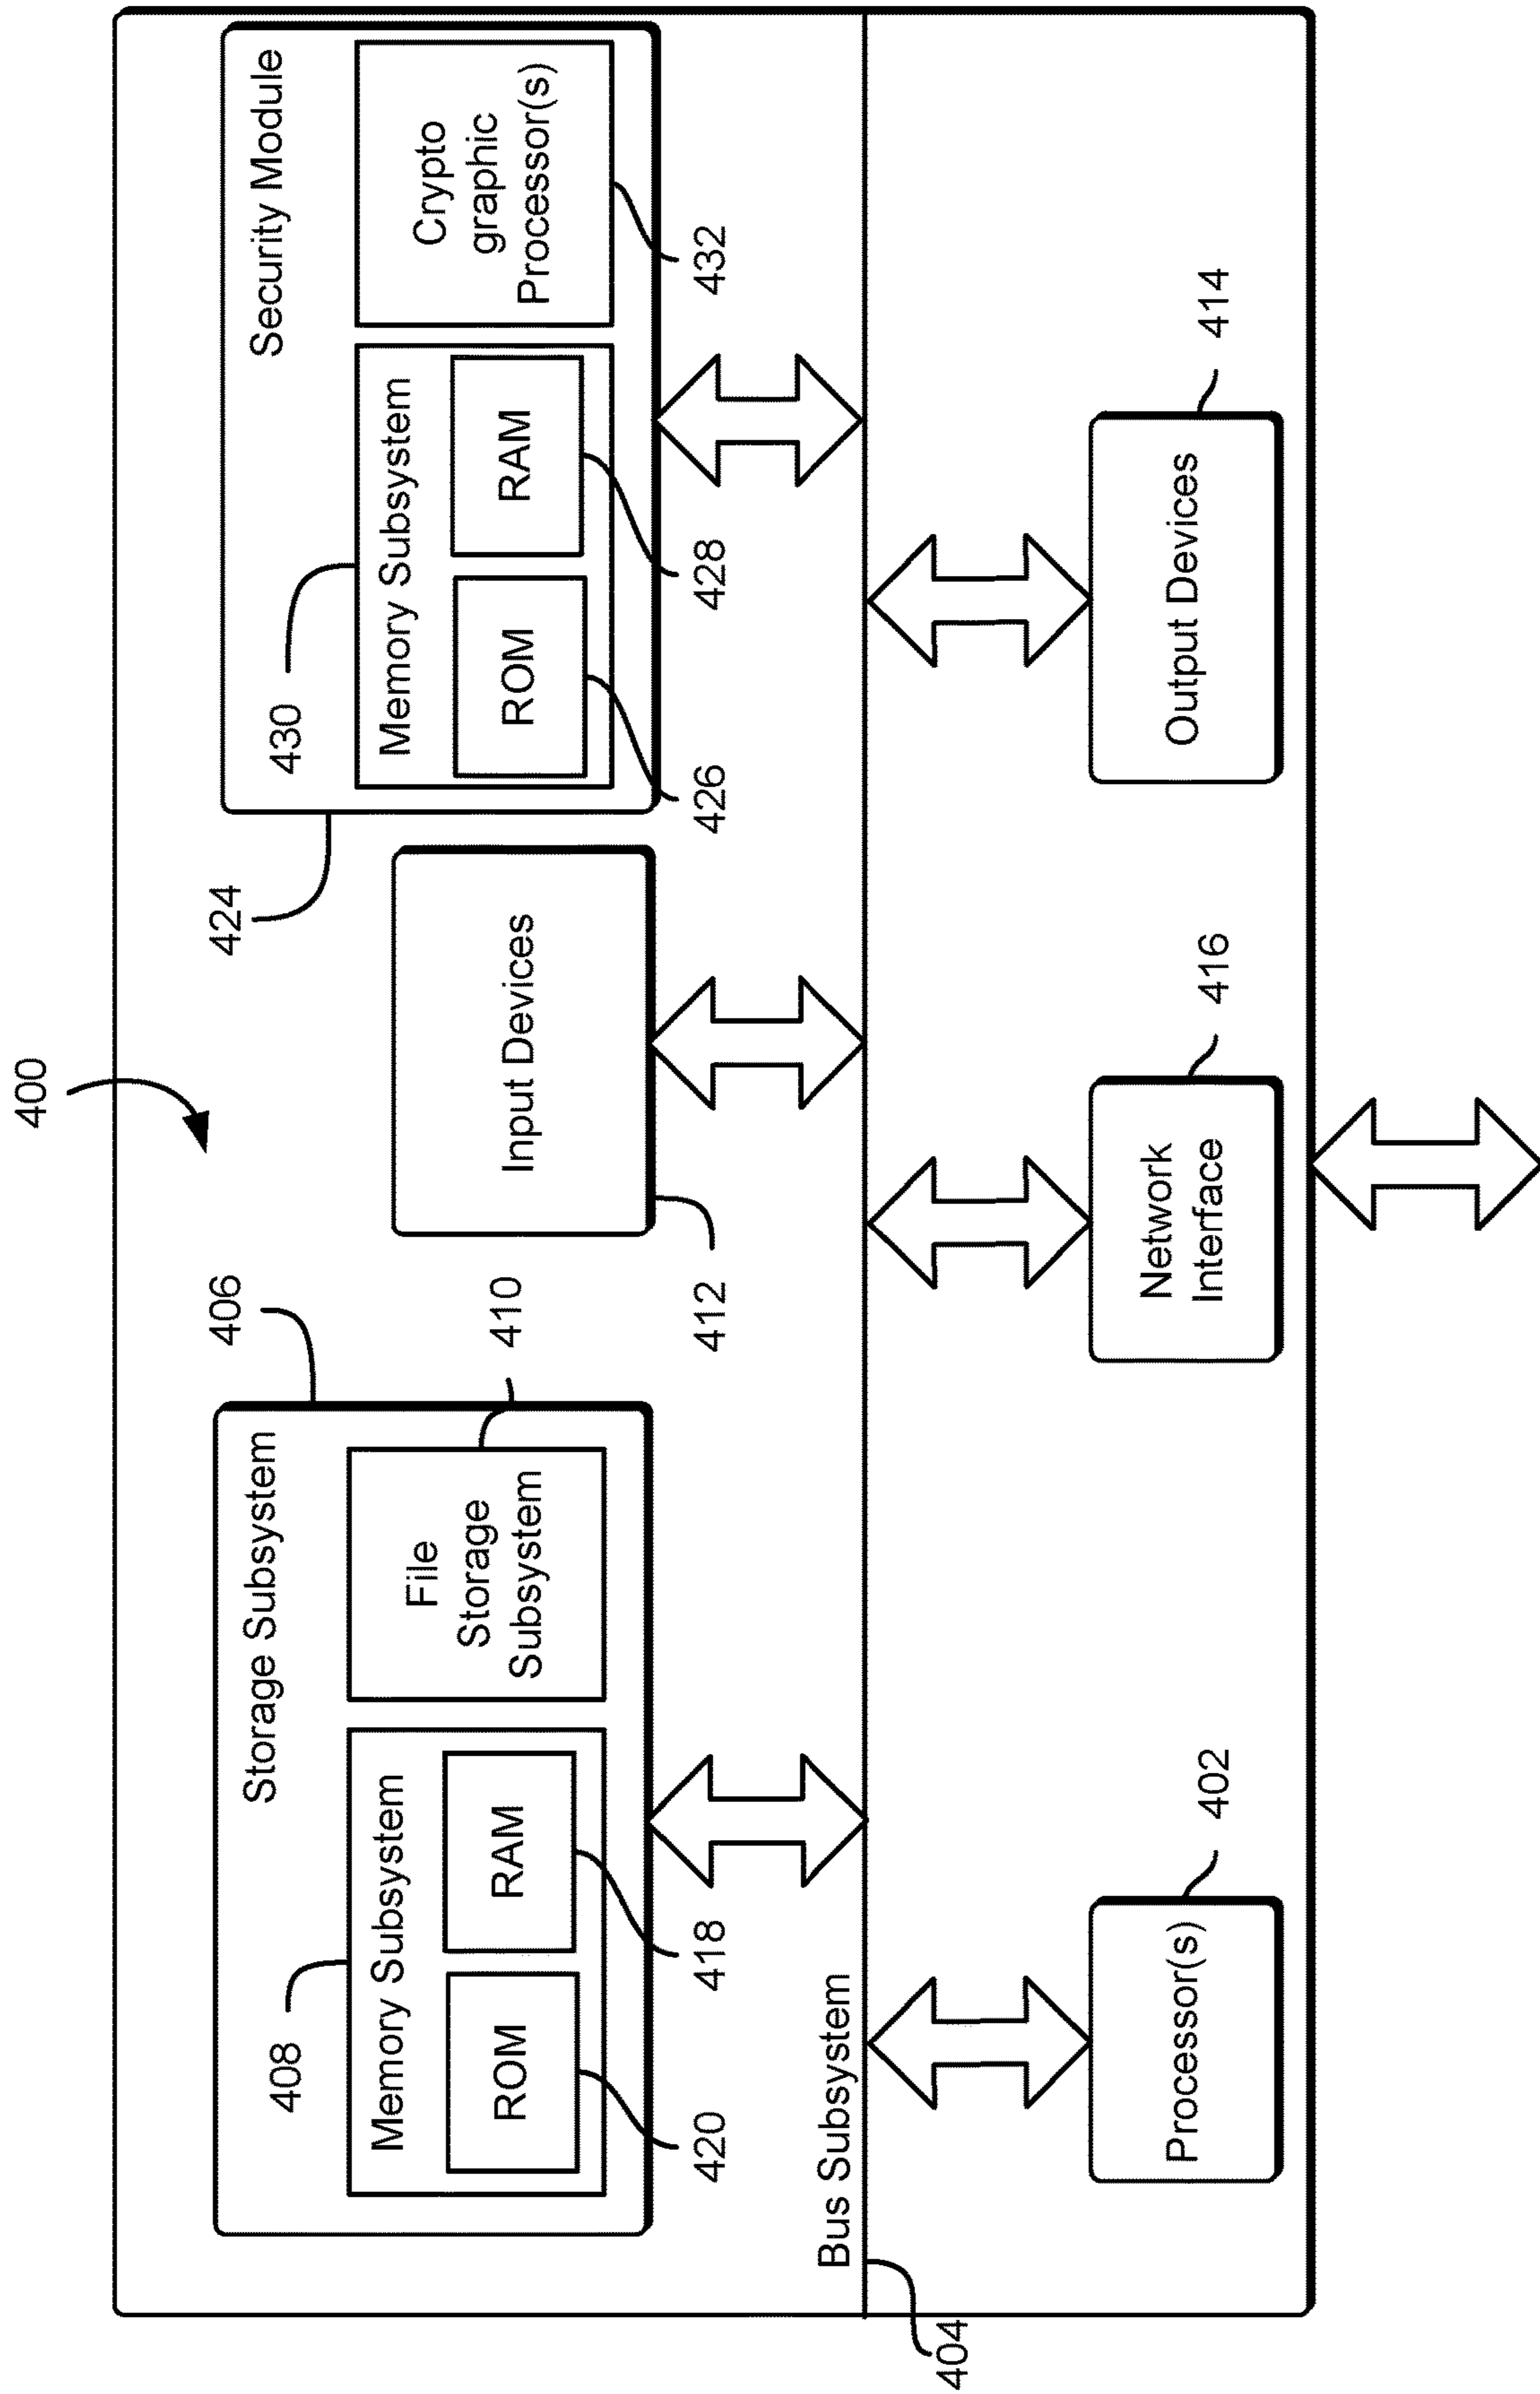 400
Storage Subsystem
406
408
Memory Subsystem
ROM
RAM
420
418
File
Storage
Subsystem
410
Input Devices
412
Security Module
424
430
Memory Subsystem
ROM
RAM
426
428
Crypto
graphic
Processor(s)
432
Bus Subsystem
404
Processor(s)
402
Network
Interface
416
Output Devices
414